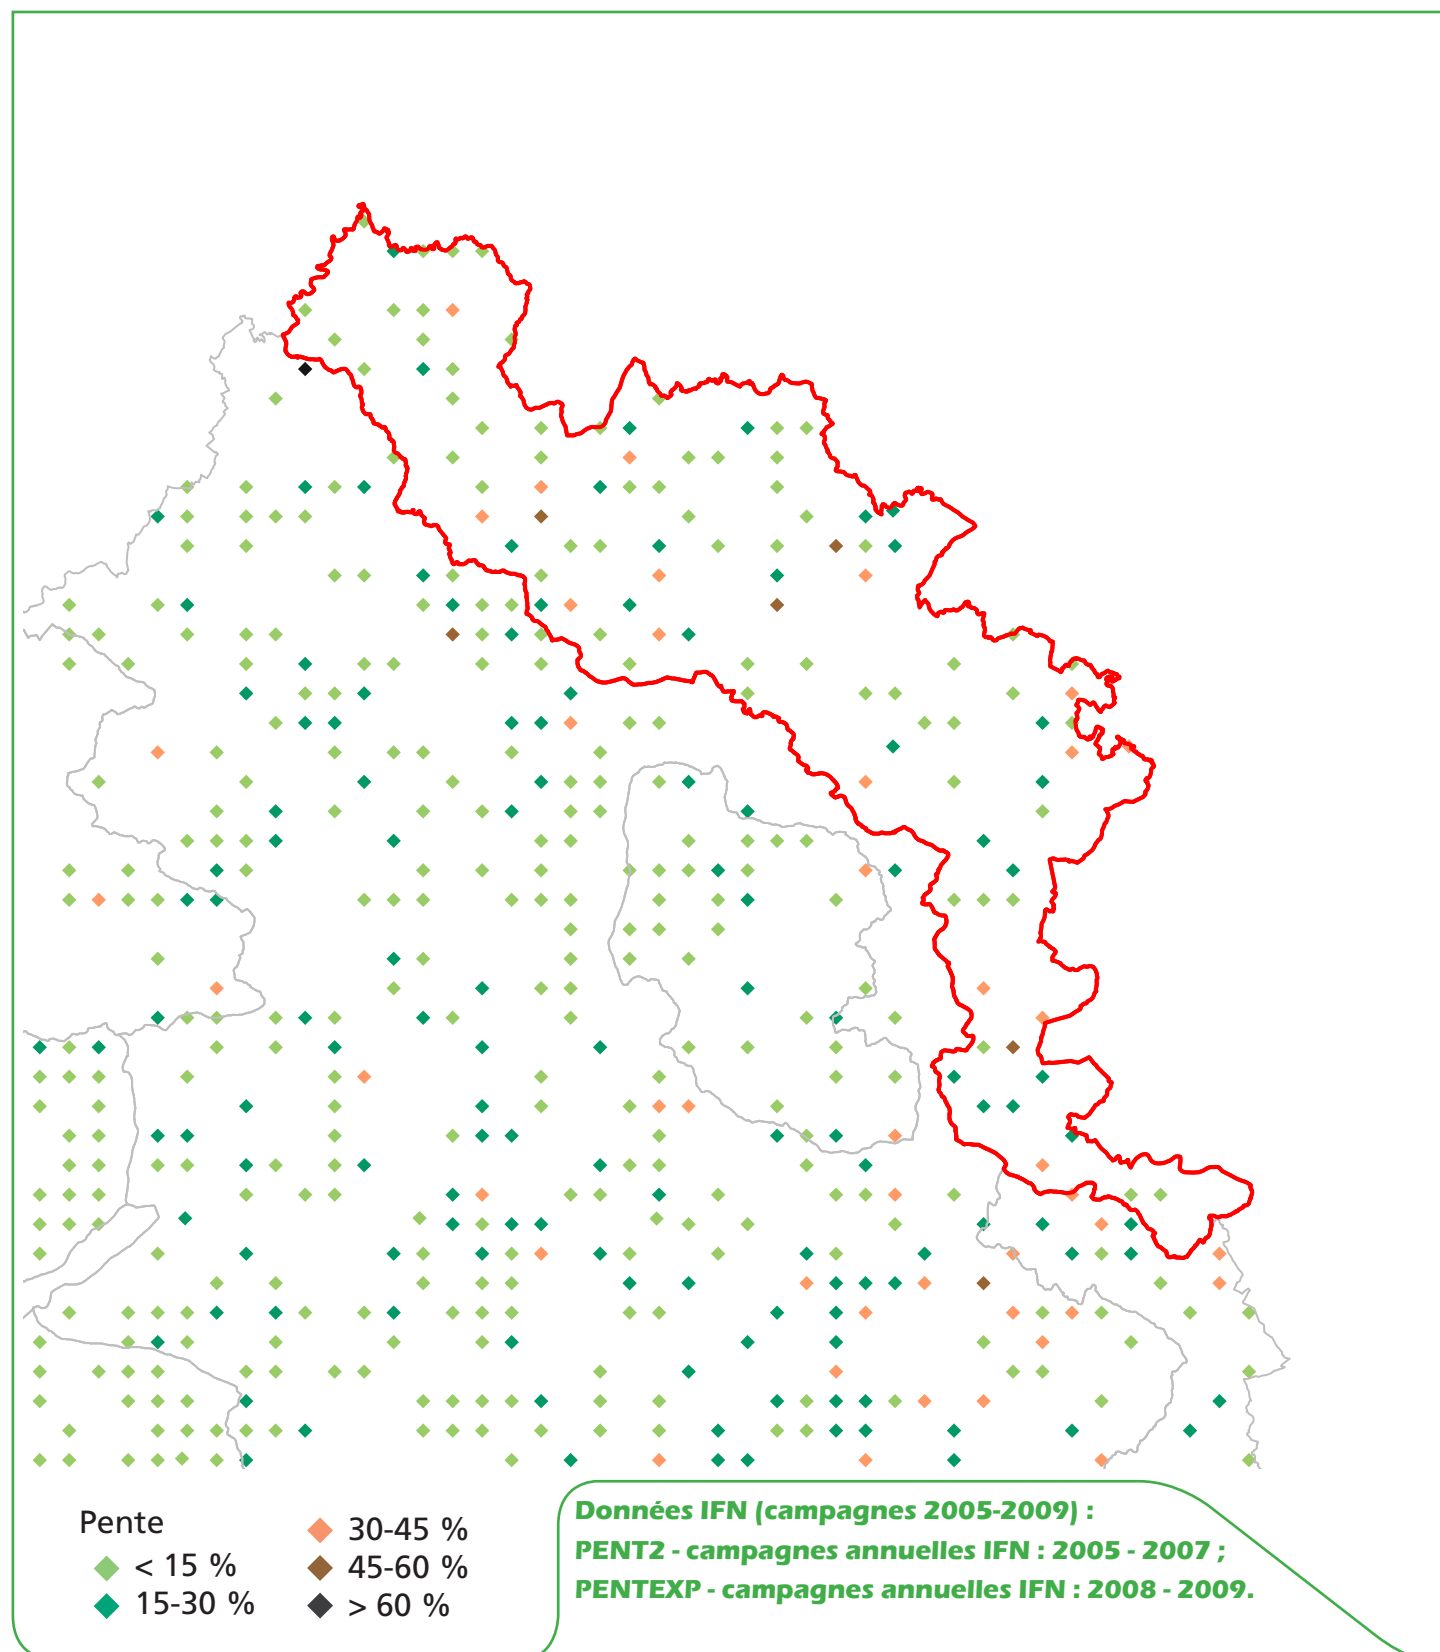 Pente
< 15 %
15-30 %
30-45 %
45-60 %
> 60 %
Données IFN (campagnes 2005-2009) :
PENT2 - campagnes annuelles IFN : 2005 - 2007 ;
PENTEXP - campagnes annuelles IFN : 2008 - 2009.